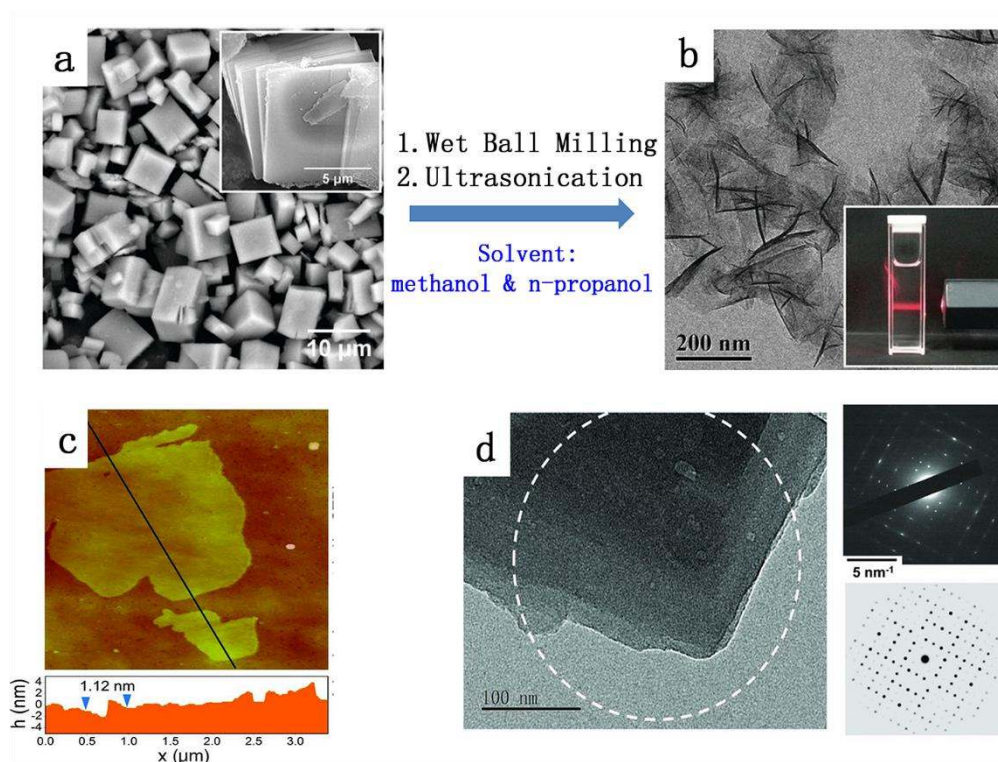 a
5 µm
10 µm
1.Wet Ball Milling
2.Ultrasonication
Solvent:
methanol & n-propanol
b
200 nm
c
1.12 nm
h (nm)
4
2
0
-2
-4
0.0 0.5 1.0 1.5 2.0 2.5 3.0
x (µm)
d
100 nm
5 nm-1